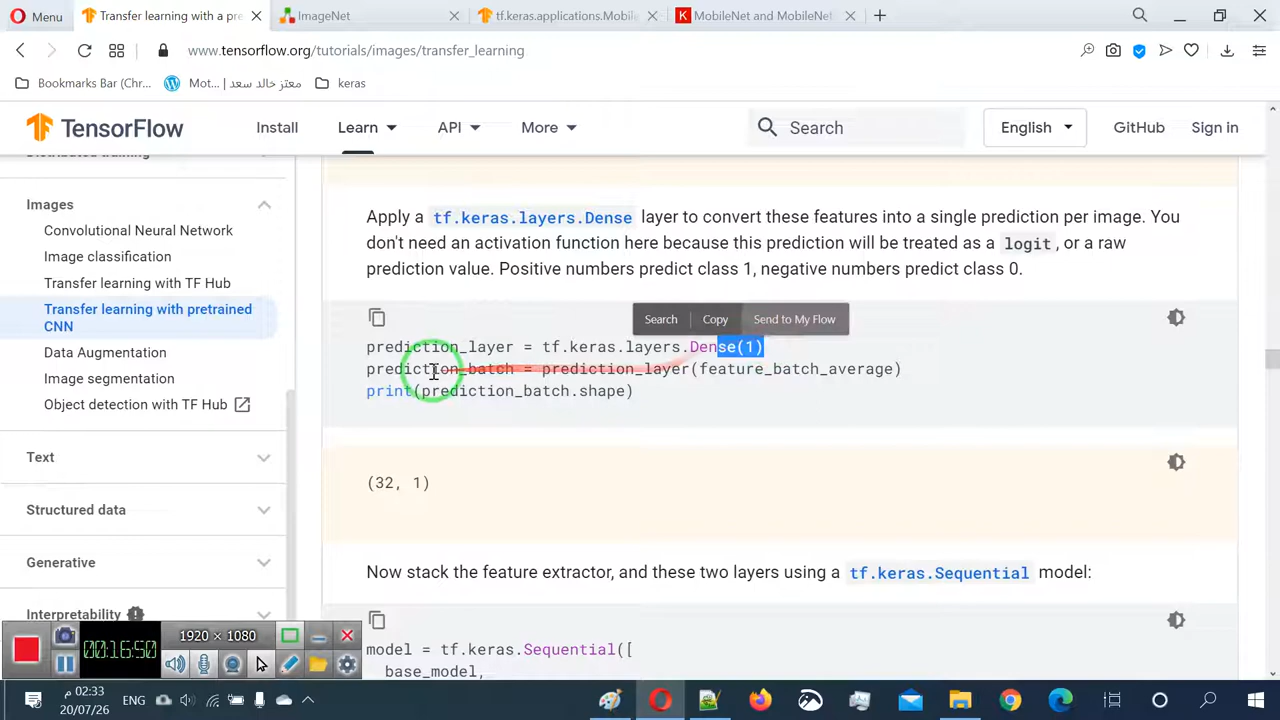 Menu
Transfer learning with a pre
ImageNet
tf.keras.applications.Mobil
MobileNet and MobileNet
www.tensorflow.org/tutorials/images/transfer_learning
Bookmarks Bar (Chr...
Mot... | معتز خالد سعد
keras
TensorFlow
Install
Learn
API
More
Search
English
GitHub
Sign in
Distributed training
Images
Convolutional Neural Network
Image classification
Transfer learning with TF Hub
Transfer learning with pretrained
CNN
Data Augmentation
Image segmentation
Object detection with TF Hub
Text
Structured data
Generative
Interpretability
Apply a tf.keras.layers.Dense layer to convert these features into a single prediction per image. You
don't need an activation function here because this prediction will be treated as a logit, or a raw
prediction value. Positive numbers predict class 1, negative numbers predict class 0.
Search
Copy
Send to My Flow
prediction_layer = tf.keras.layers.Dense(1)
prediction_batch = prediction_layer(feature_batch_average)
print(prediction_batch.shape)
(32, 1)
Now stack the feature extractor, and these two layers using a tf.keras.Sequential model:
model = tf.keras.Sequential([
base_model,
1920 × 1080
00:16:50
02:33 م
20/07/26
ENG